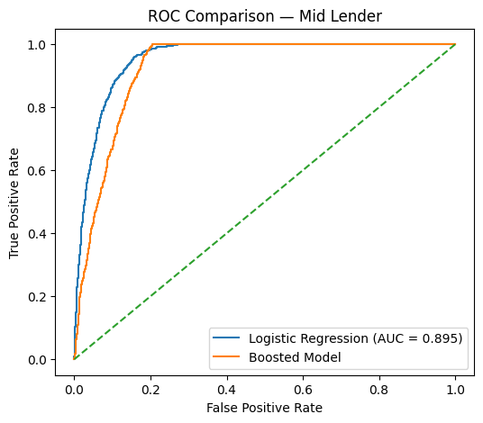 ROC Comparison — Mid Lender
True Positive Rate
1.0
0.8
0.6
0.4
0.2
0.0
Logistic Regression (AUC = 0.895)
Boosted Model
0.0 0.2 0.4 0.6 0.8 1.0
False Positive Rate